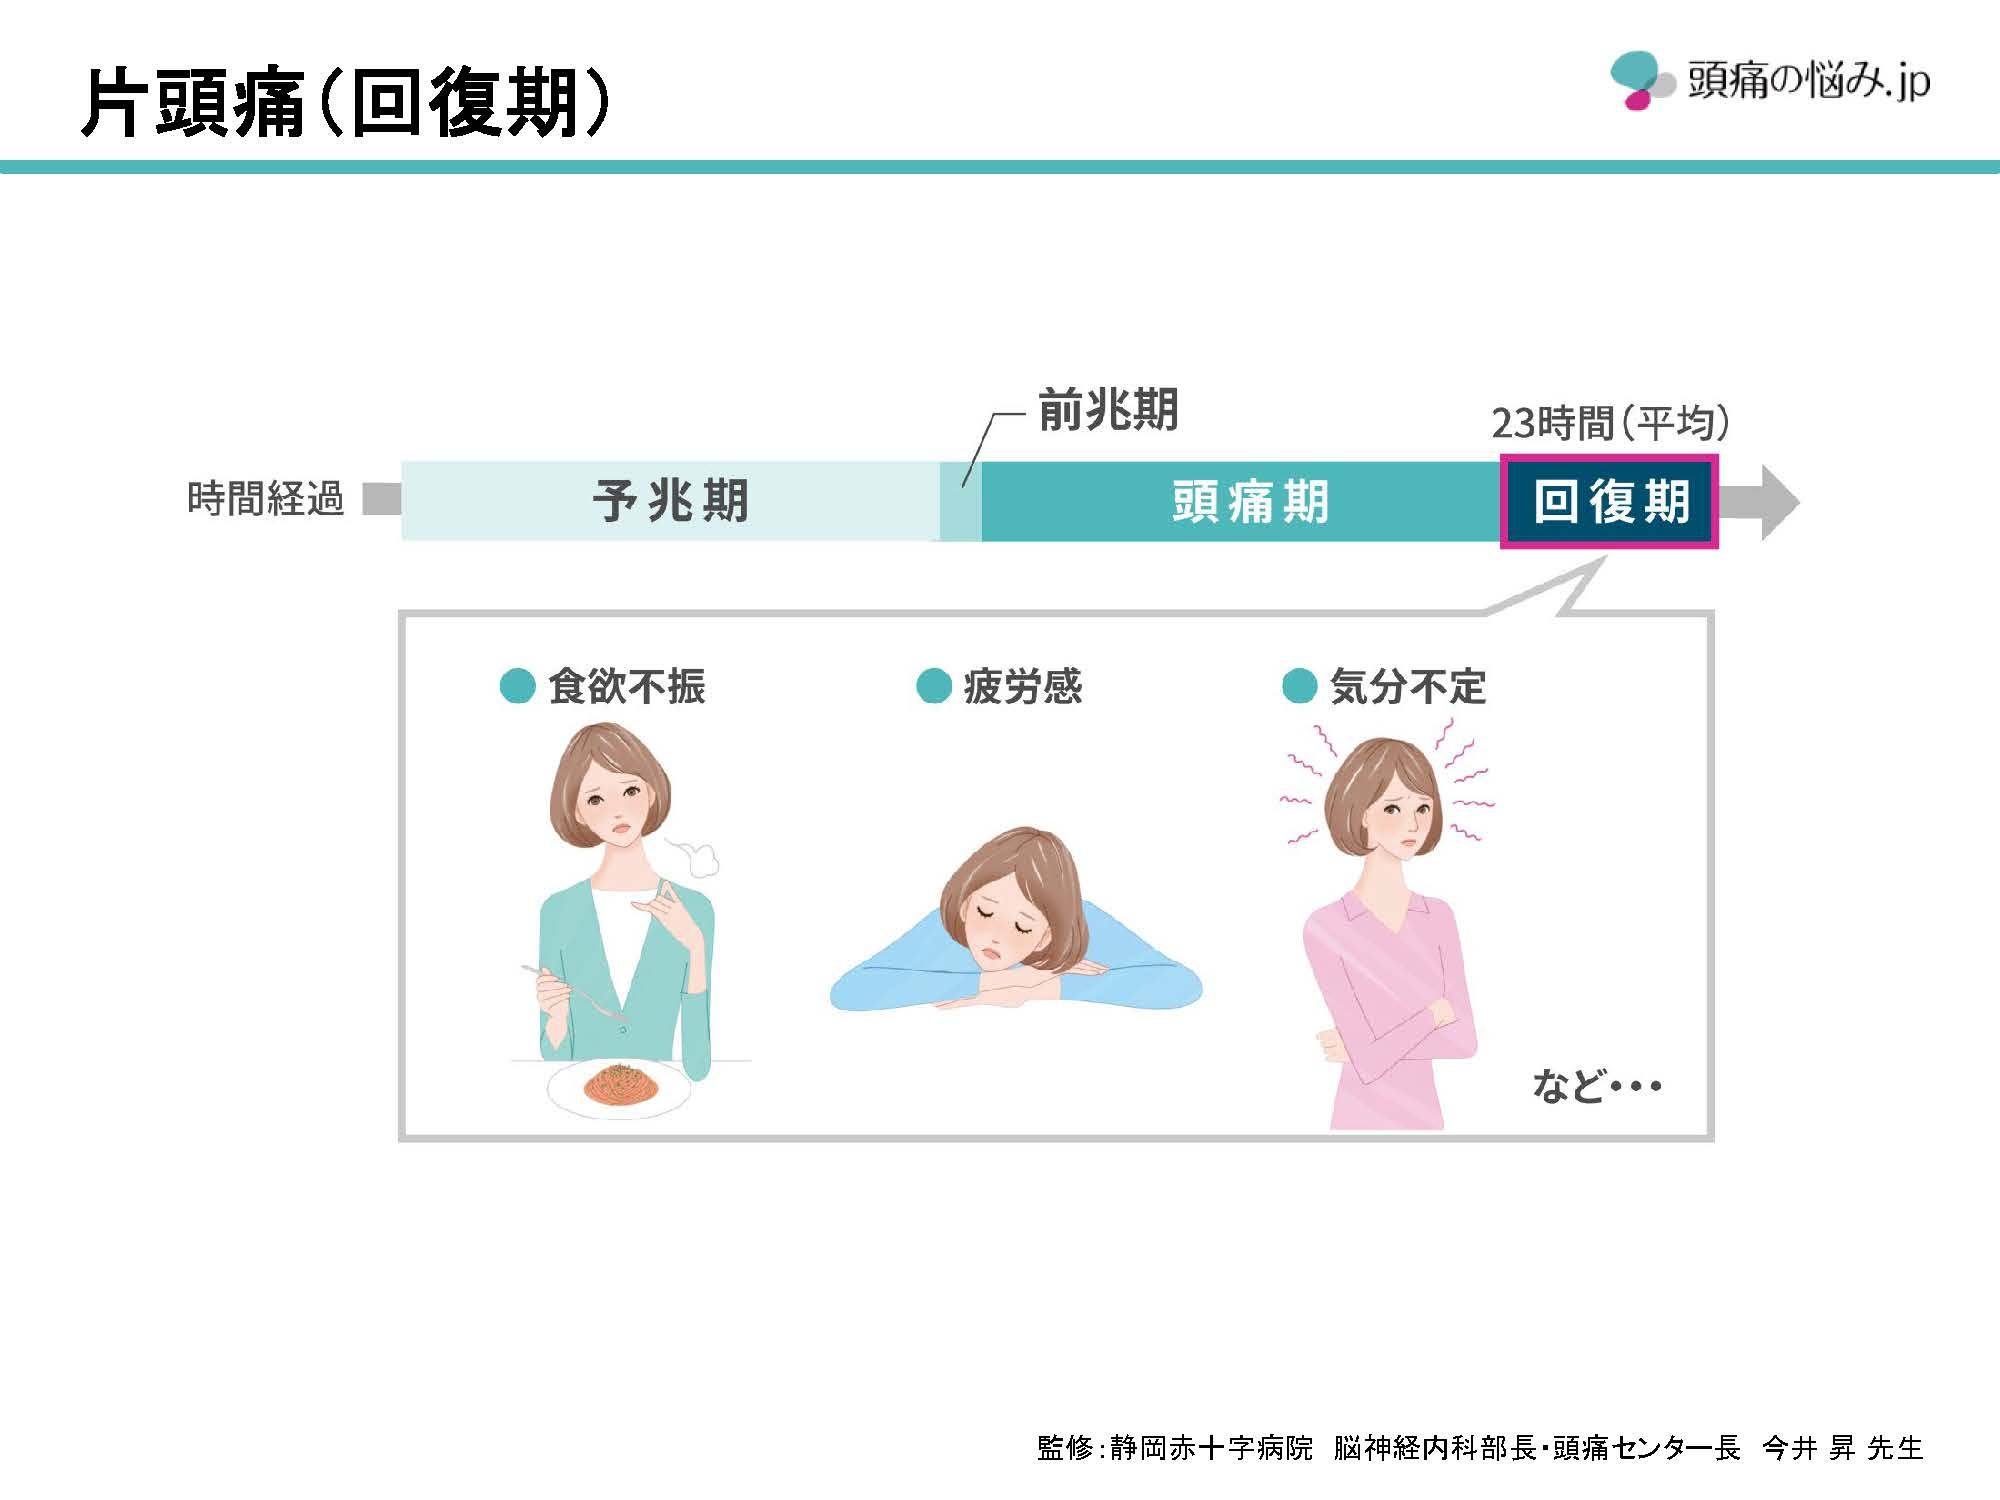 片頭痛（回復期）
頭痛の悩み.jp
前兆期
23時間（平均）
時間経過
予兆期
頭痛期
回復期
● 食欲不振
● 疲労感
● 気分不定
など・・・
監修：静岡赤十字病院　脳神経内科部長・頭痛センター長　今井 昇 先生